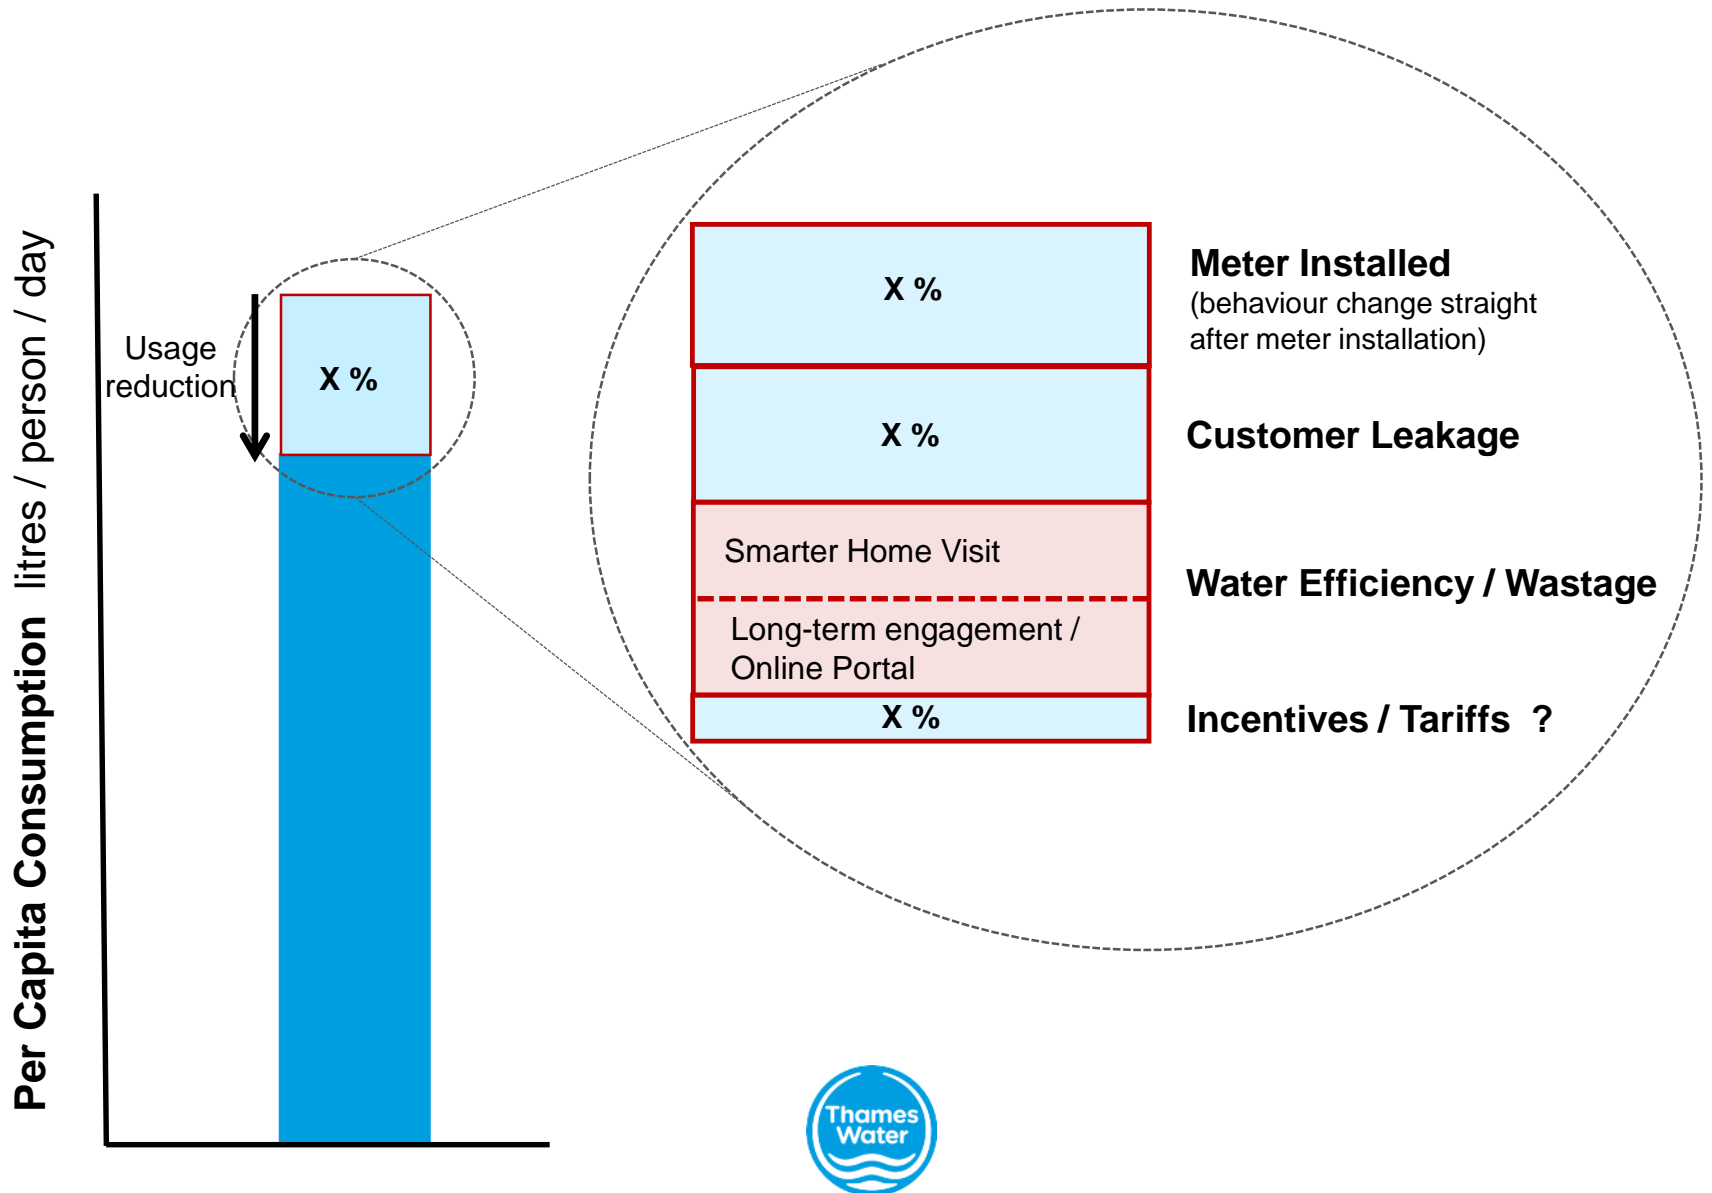 Per Capita Consumption litres / person / day
Usage
reduction
X %
X %
Meter Installed
(behaviour change straight
after meter installation)
X %
Customer Leakage
Smarter Home Visit
Long-term engagement /
Online Portal
Water Efficiency / Wastage
X %
Incentives / Tariffs ?
Thames
Water